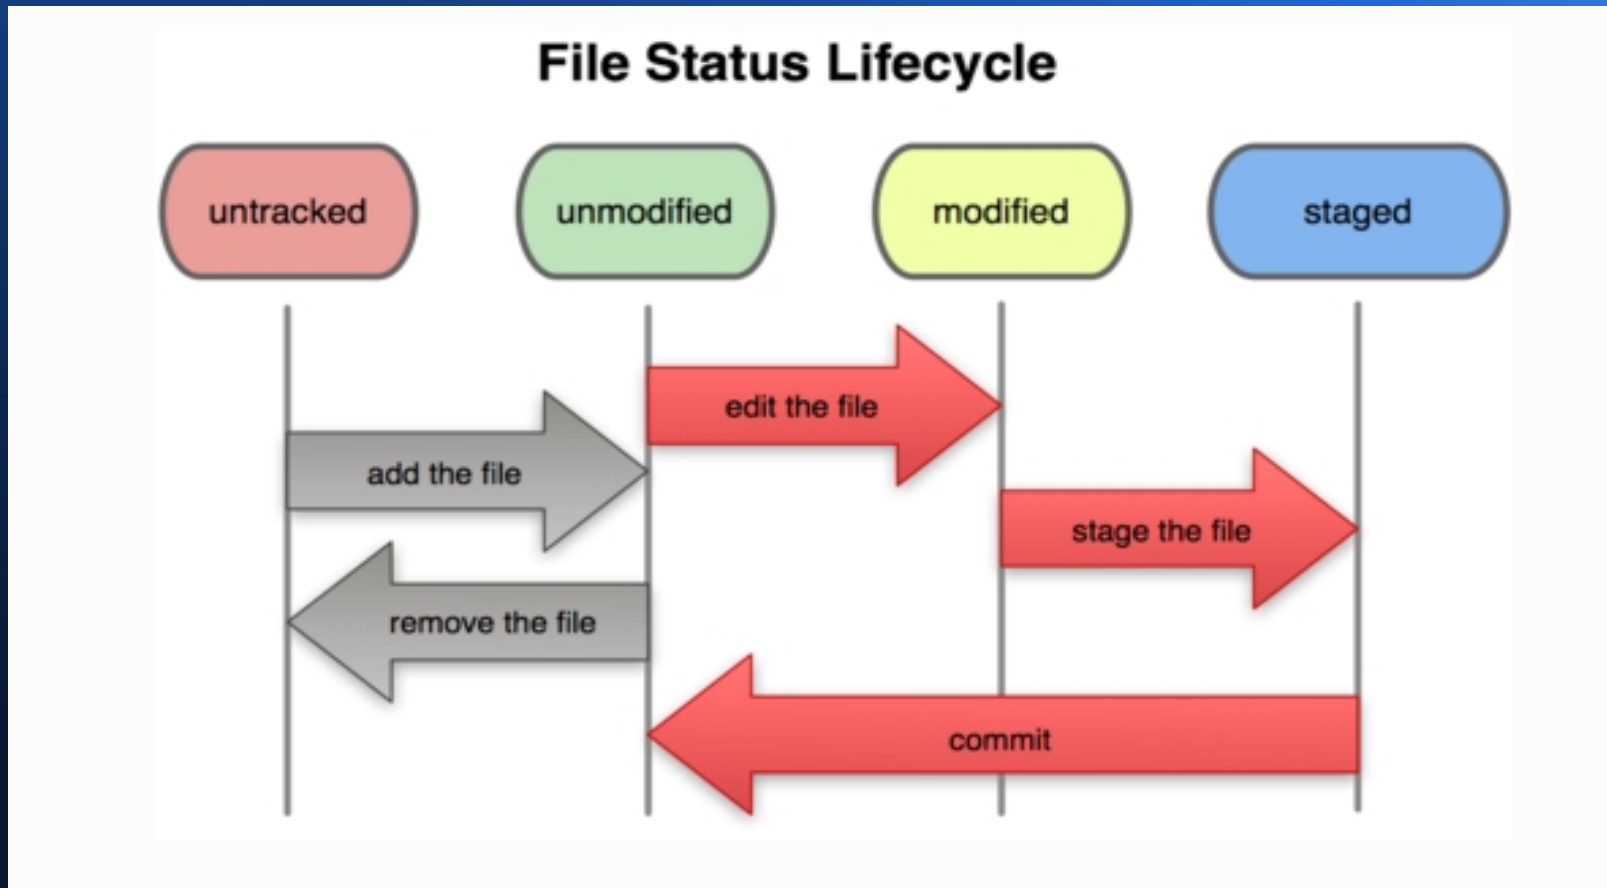 File Status Lifecycle
untracked
unmodified
modified
staged
edit the file
add the file
stage the file
remove the file
commit